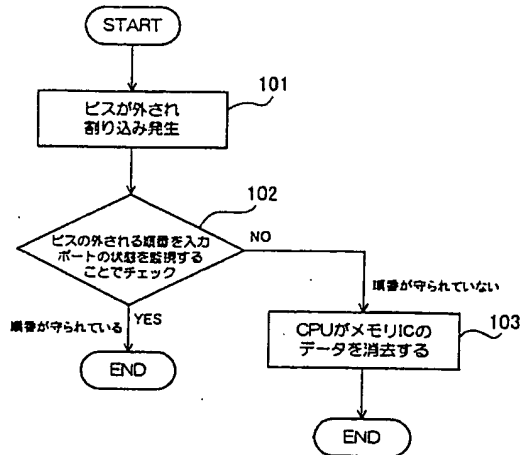 START
101
ビスが外され
割り込み発生
102
ビスの外される順番を入力
ポートの状態を監視する
ことでチェック
NO
順番が守られていない
順番が守られている
YES
CPUがメモリICの
データを消去する
103
END
END